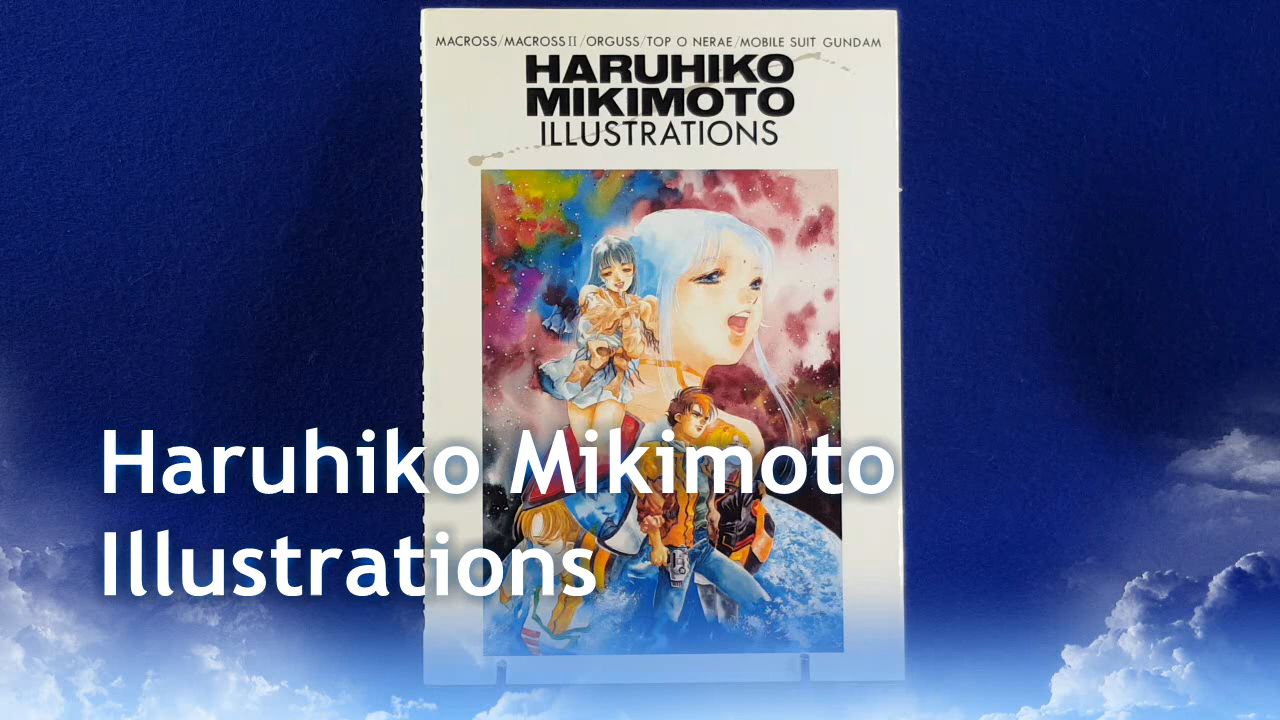 MACROSS/MACROSS II/ORGUSS/TOP O NERAE/MOBILE SUIT GUNDAM
HARUHIKO
MIKIMOTO
ILLUSTRATIONS
Haruhiko Mikimoto
Illustrations